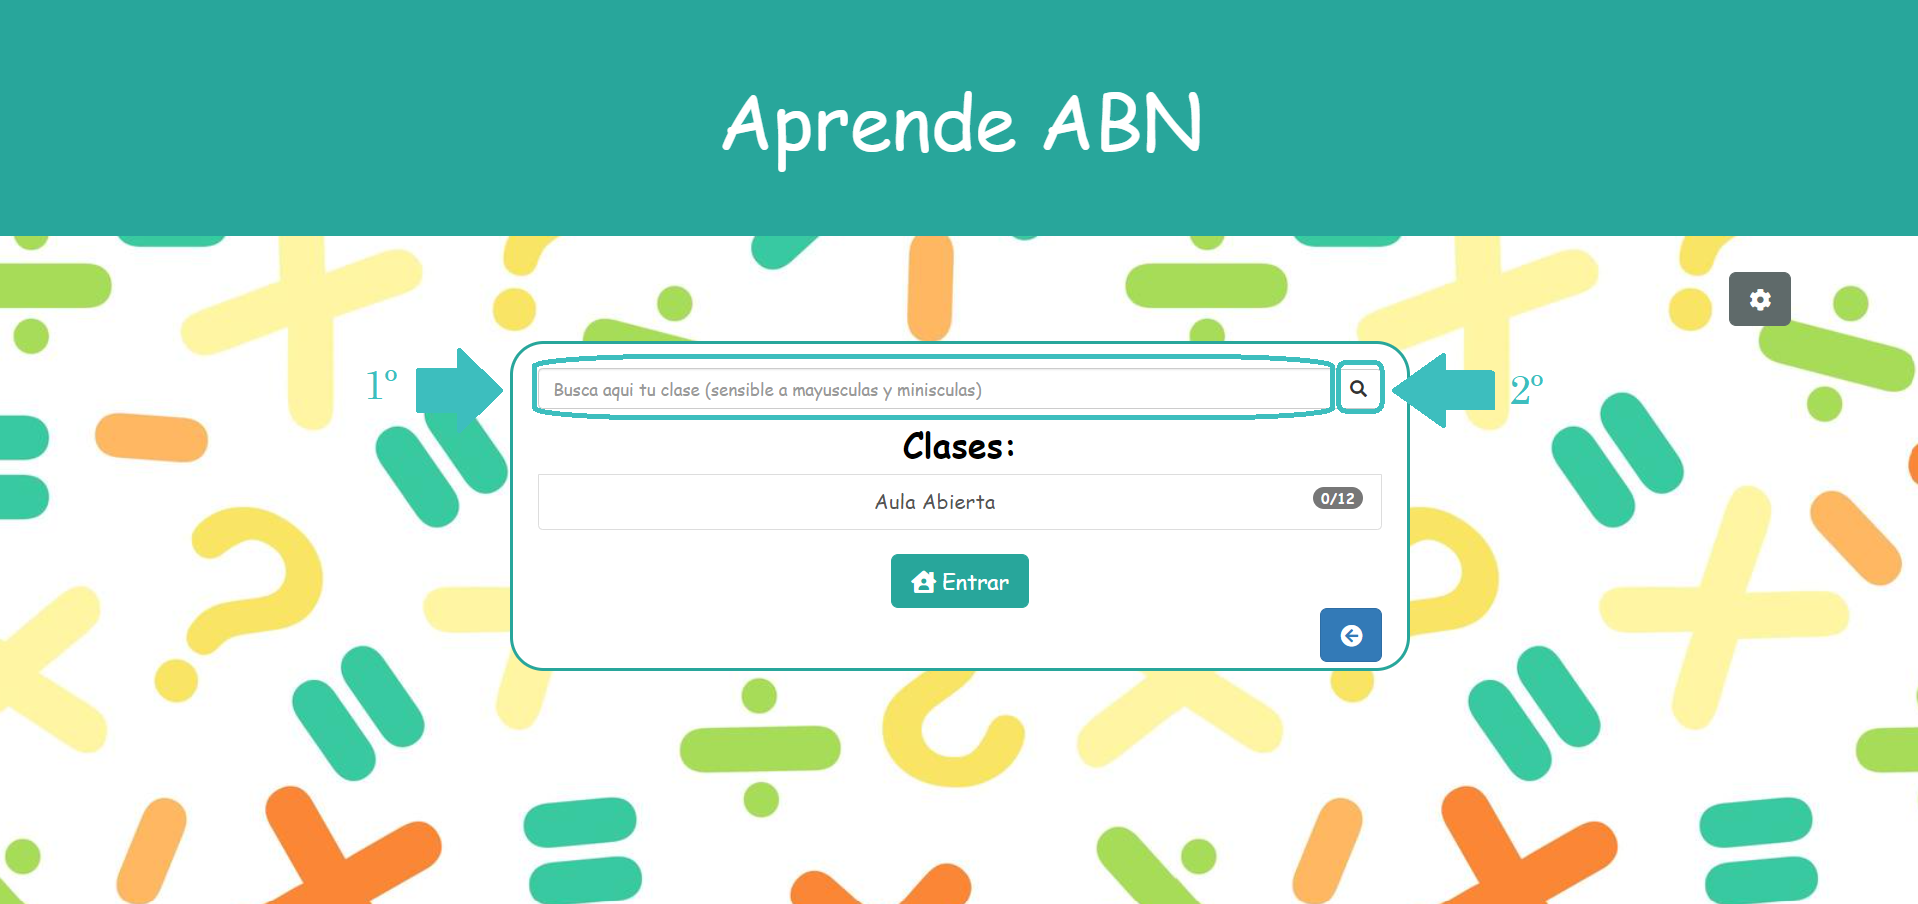 Aprende ABN
1º
Busca aqui tu clase (sensible a mayusculas y minisculas)
2º
Clases:
Aula Abierta
0/12
Entrar